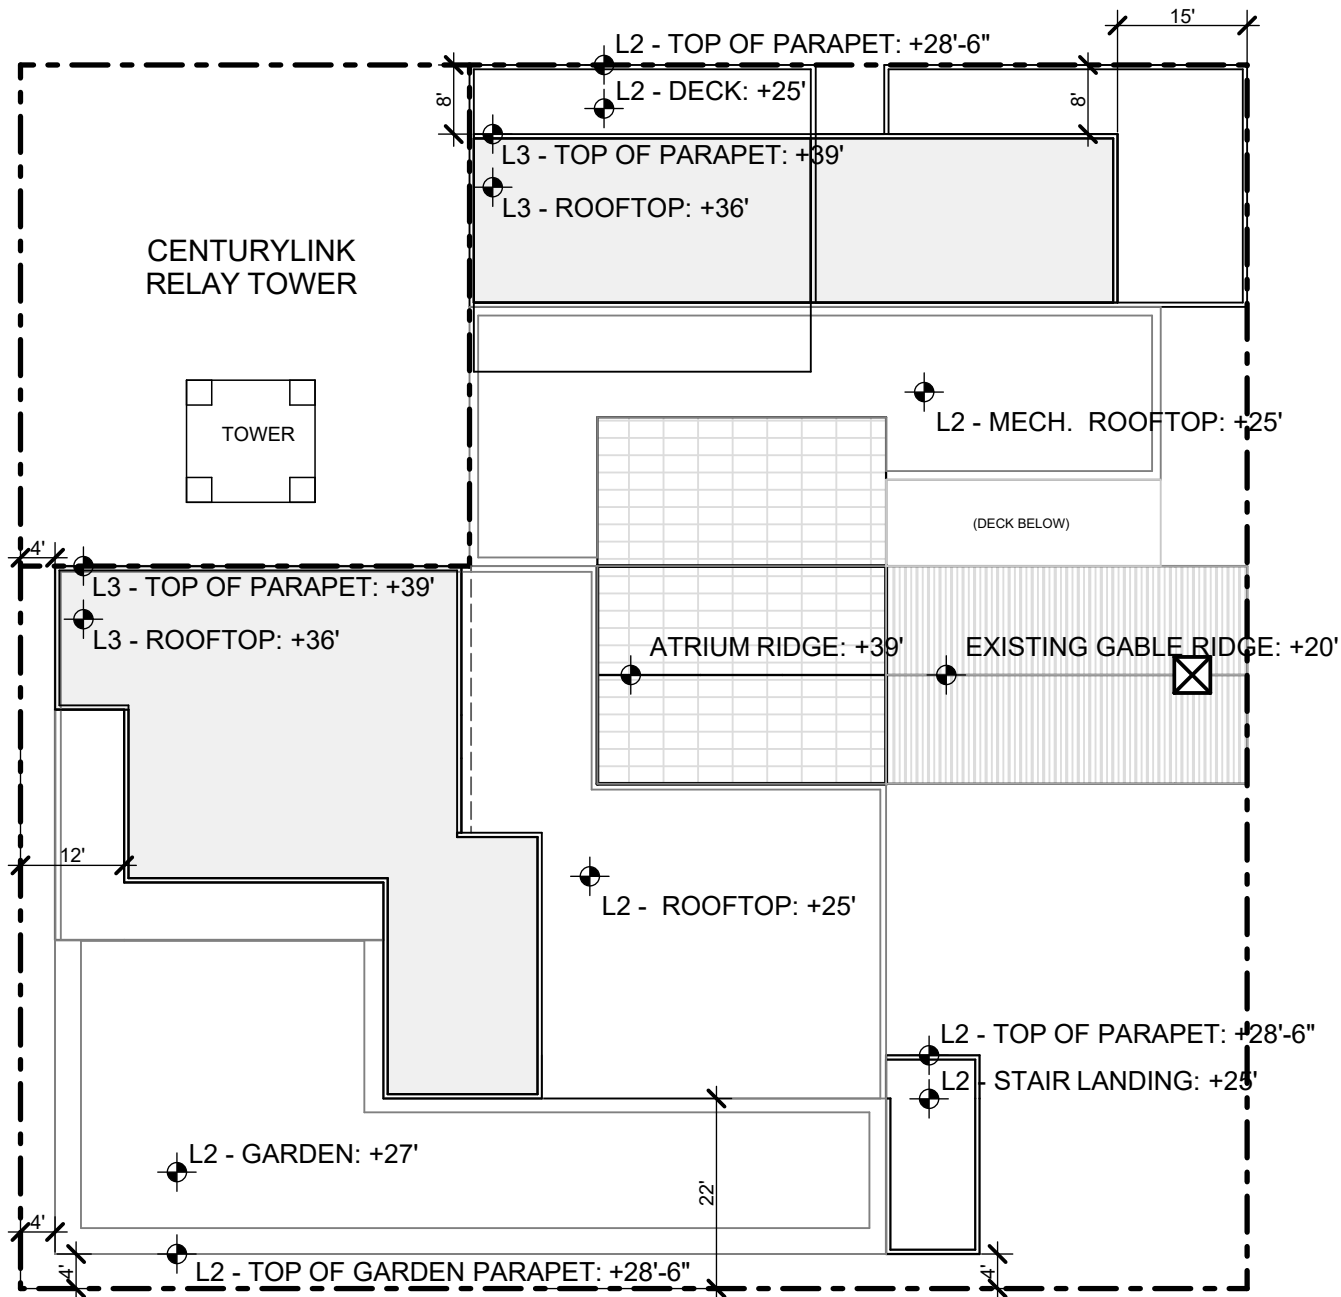 15'
L2 - TOP OF PARAPET: +28'-6"
8'
L2 - DECK: +25'
8'
L3 - TOP OF PARAPET: +39'
L3 - ROOFTOP: +36'
CENTURYLINK
RELAY TOWER
TOWER
L2 - MECH. ROOFTOP: +25'
(DECK BELOW)
4'
L3 - TOP OF PARAPET: +39'
L3 - ROOFTOP: +36'
ATRIUM RIDGE: +39'
EXISTING GABLE RIDGE: +20'
12'
L2 - ROOFTOP: +25'
L2 - TOP OF PARAPET: +28'-6"
L2 - STAIR LANDING: +25'
L2 - GARDEN: +27'
22'
4'
L2 - TOP OF GARDEN PARAPET: +28'-6"
4'
4'